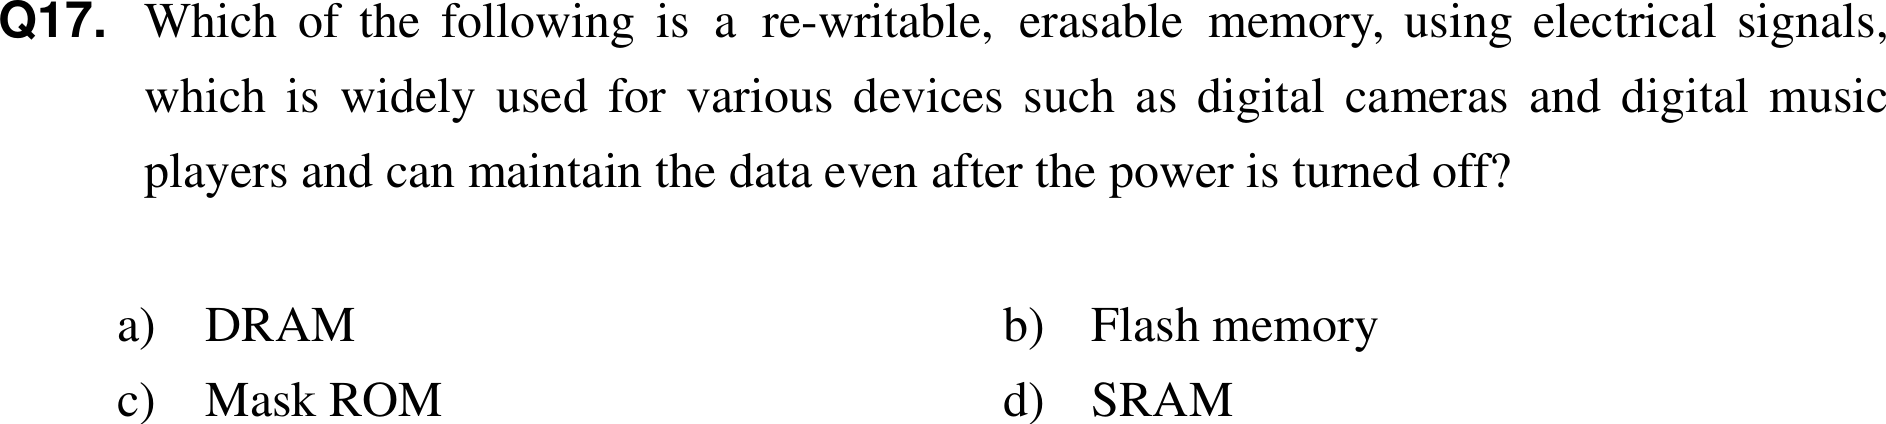 Q17. Which of the following is a re-writable, erasable memory, using electrical signals,
which is widely used for various devices such as digital cameras and digital music
players and can maintain the data even after the power is turned off?
a) DRAM b) Flash memory
c) Mask ROM d) SRAM